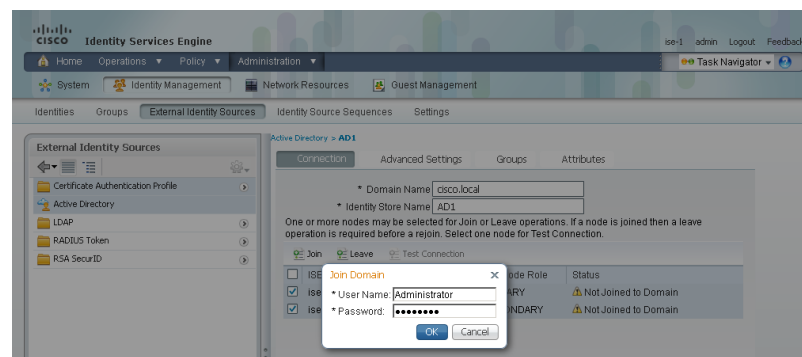 CISCO Identity Services Engine
ise-1 admin Logout Feedback
Home Operations ▼ Policy ▼ Administration ▼
Task Navigator
System Identity Management Network Resources Guest Management
Identities Groups External Identity Sources Identity Source Sequences Settings
External Identity Sources
Certificate Authentication Profile
Active Directory
LDAP
RADIUS Token
RSA SecurID
Active Directory > AD1
Connection Advanced Settings Groups Attributes
* Domain Name cisco.local
* Identity Store Name AD1
One or more nodes may be selected for Join or Leave operations. If a node is joined then a leave
operation is required before a rejoin. Select one node for Test Connection.
Join Leave Test Connection
ISE ode Role Status
ise ARY Not Joined to Domain
ise ONDARY Not Joined to Domain
Join Domain
* User Name: Administrator
* Password: ••••••••
OK Cancel